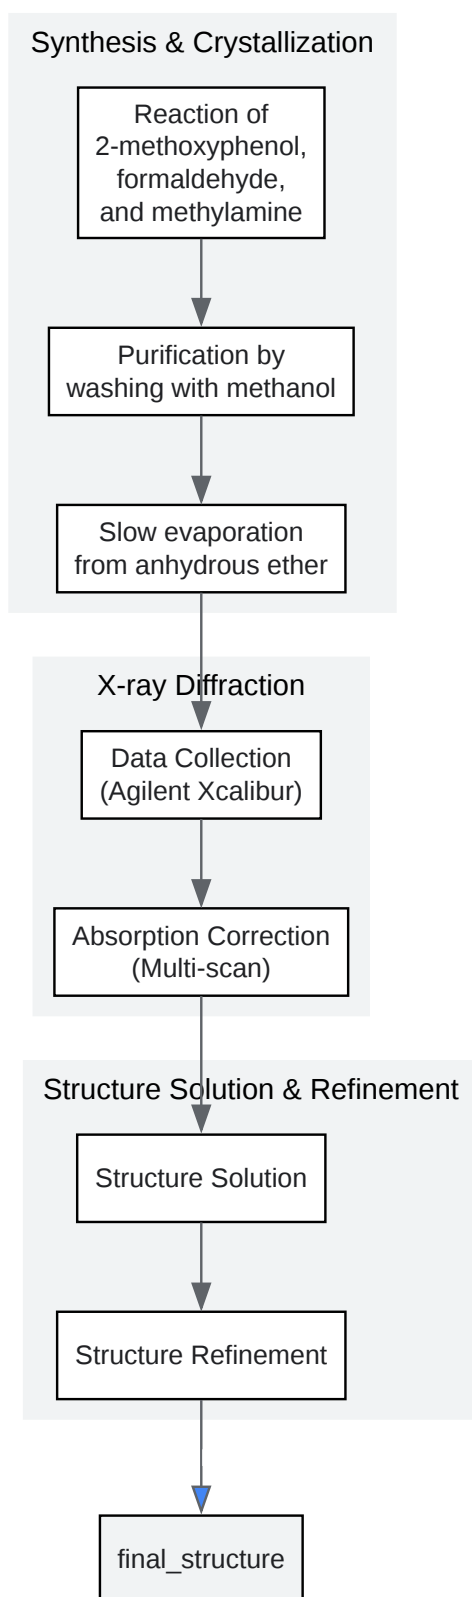 Synthesis & Crystallization
Reaction of
2-methoxyphenol,
formaldehyde,
and methylamine
Purification by
washing with methanol
Slow evaporation
from anhydrous ether
X-ray Diffraction
Data Collection
(Agilent Xcalibur)
Absorption Correction
(Multi-scan)
Structure Solution & Refinement
Structure Solution
Structure Refinement
final_structure